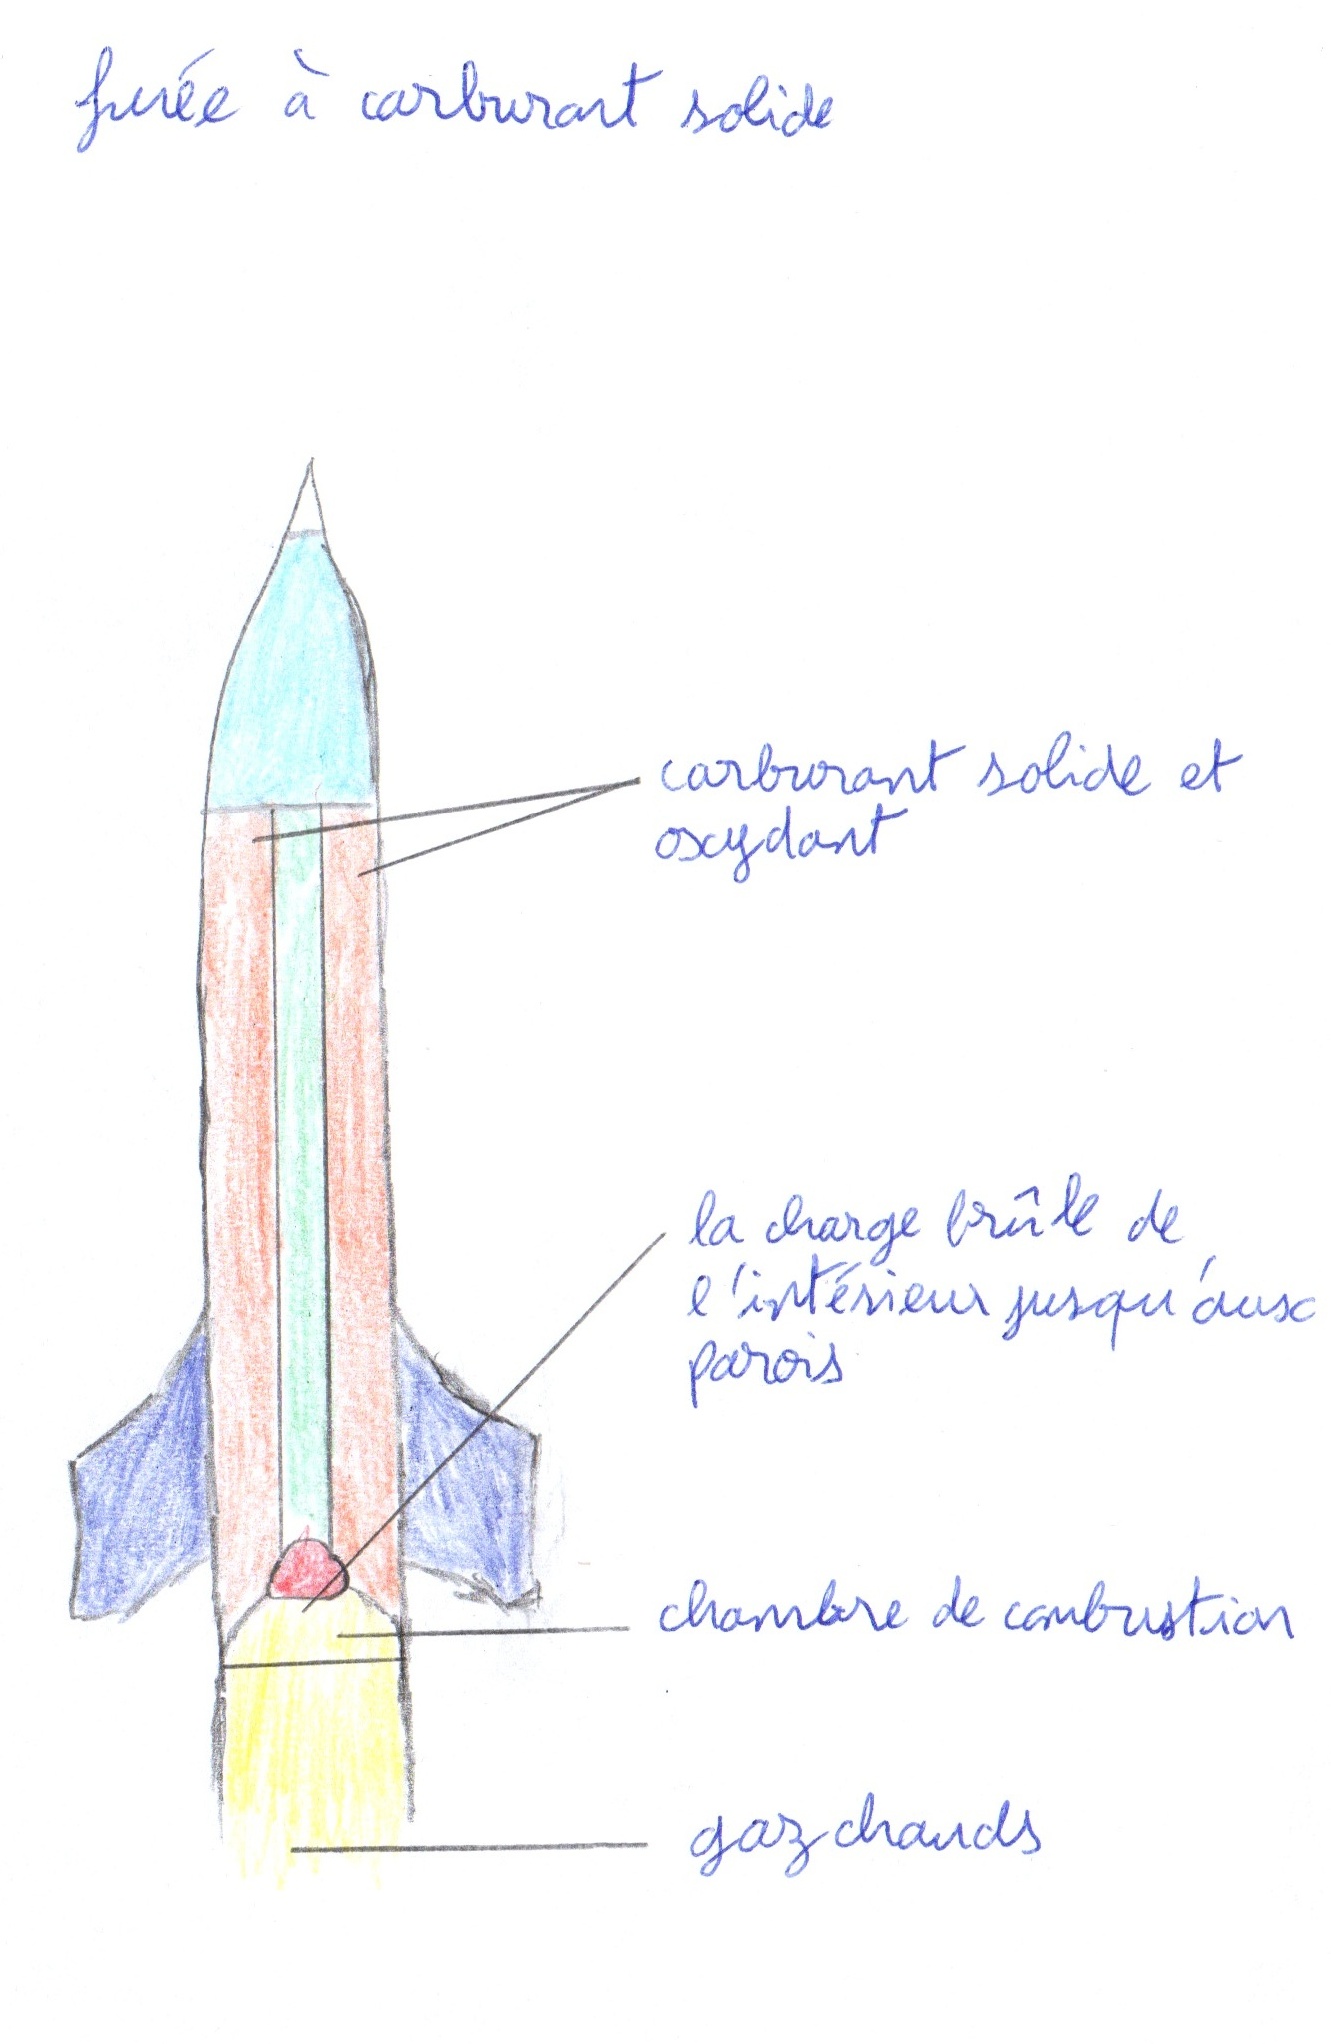 fusée à carburant solide
carburant solide et
oxydant
la charge brûle de
l'intérieur jusqu'aux
parois
chambre de combustion
gaz chauds